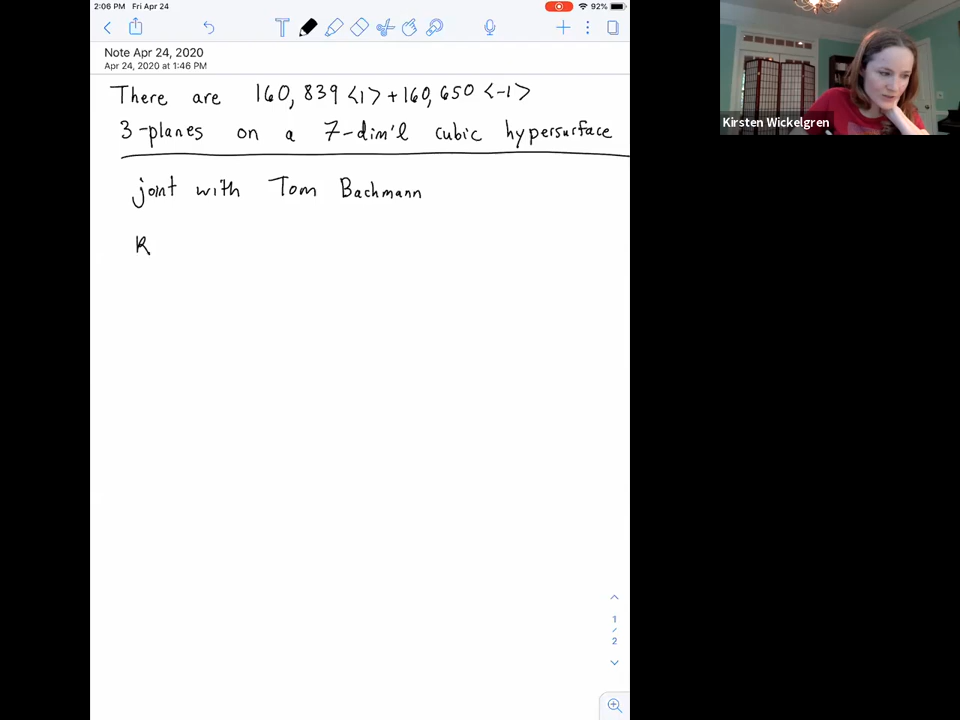 2:06 PM Fri Apr 24
92%
Note Apr 24, 2020
Apr 24, 2020 at 1:46 PM
There are 160,839 <1> + 160,650 <-1>
3-planes on a 7-dim'l cubic hypersurface
joint with Tom Bachmann
R
1
/
2
Kirsten Wickelgren